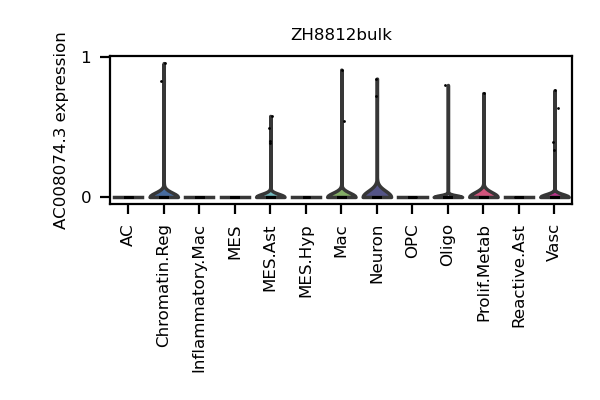 ZH8812bulk
AC008074.3 expression
1
0
AC
Chromatin.Reg
Inflammatory.Mac
MES
MES.Ast
MES.Hyp
Mac
Neuron
OPC
Oligo
Prolif.Metab
Reactive.Ast
Vasc